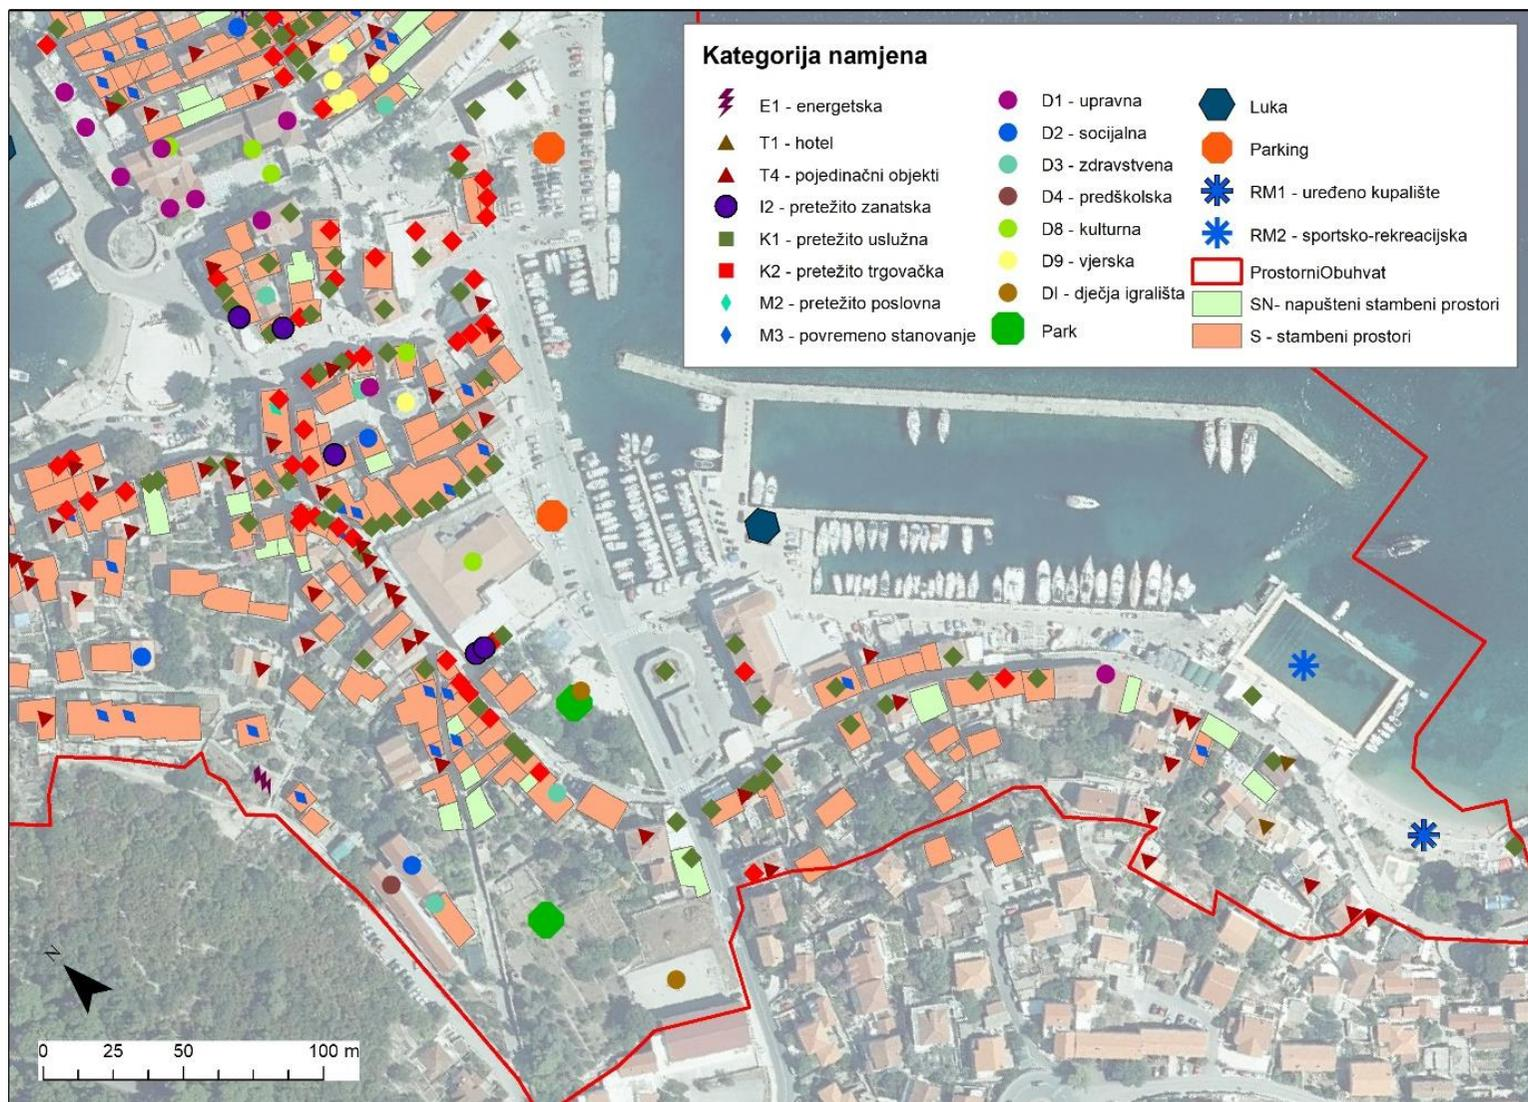 Kategorija namjena
E1 - energetska
T1 - hotel
T4 - pojedinačni objekti
I2 - pretežito zanatska
K1 - pretežito uslužna
K2 - pretežito trgovačka
M2 - pretežito poslovna
M3 - povremeno stanovanje
D1 - upravna
D2 - socijalna
D3 - zdravstvena
D4 - predškolska
D8 - kulturna
D9 - vjerska
DI - dječja igrališta
Park
Luka
Parking
RM1 - uređeno kupalište
RM2 - sportsko-rekreacijska
ProstorniObuhvat
SN- napušteni stambeni prostori
S - stambeni prostori
N
0 25 50 100 m